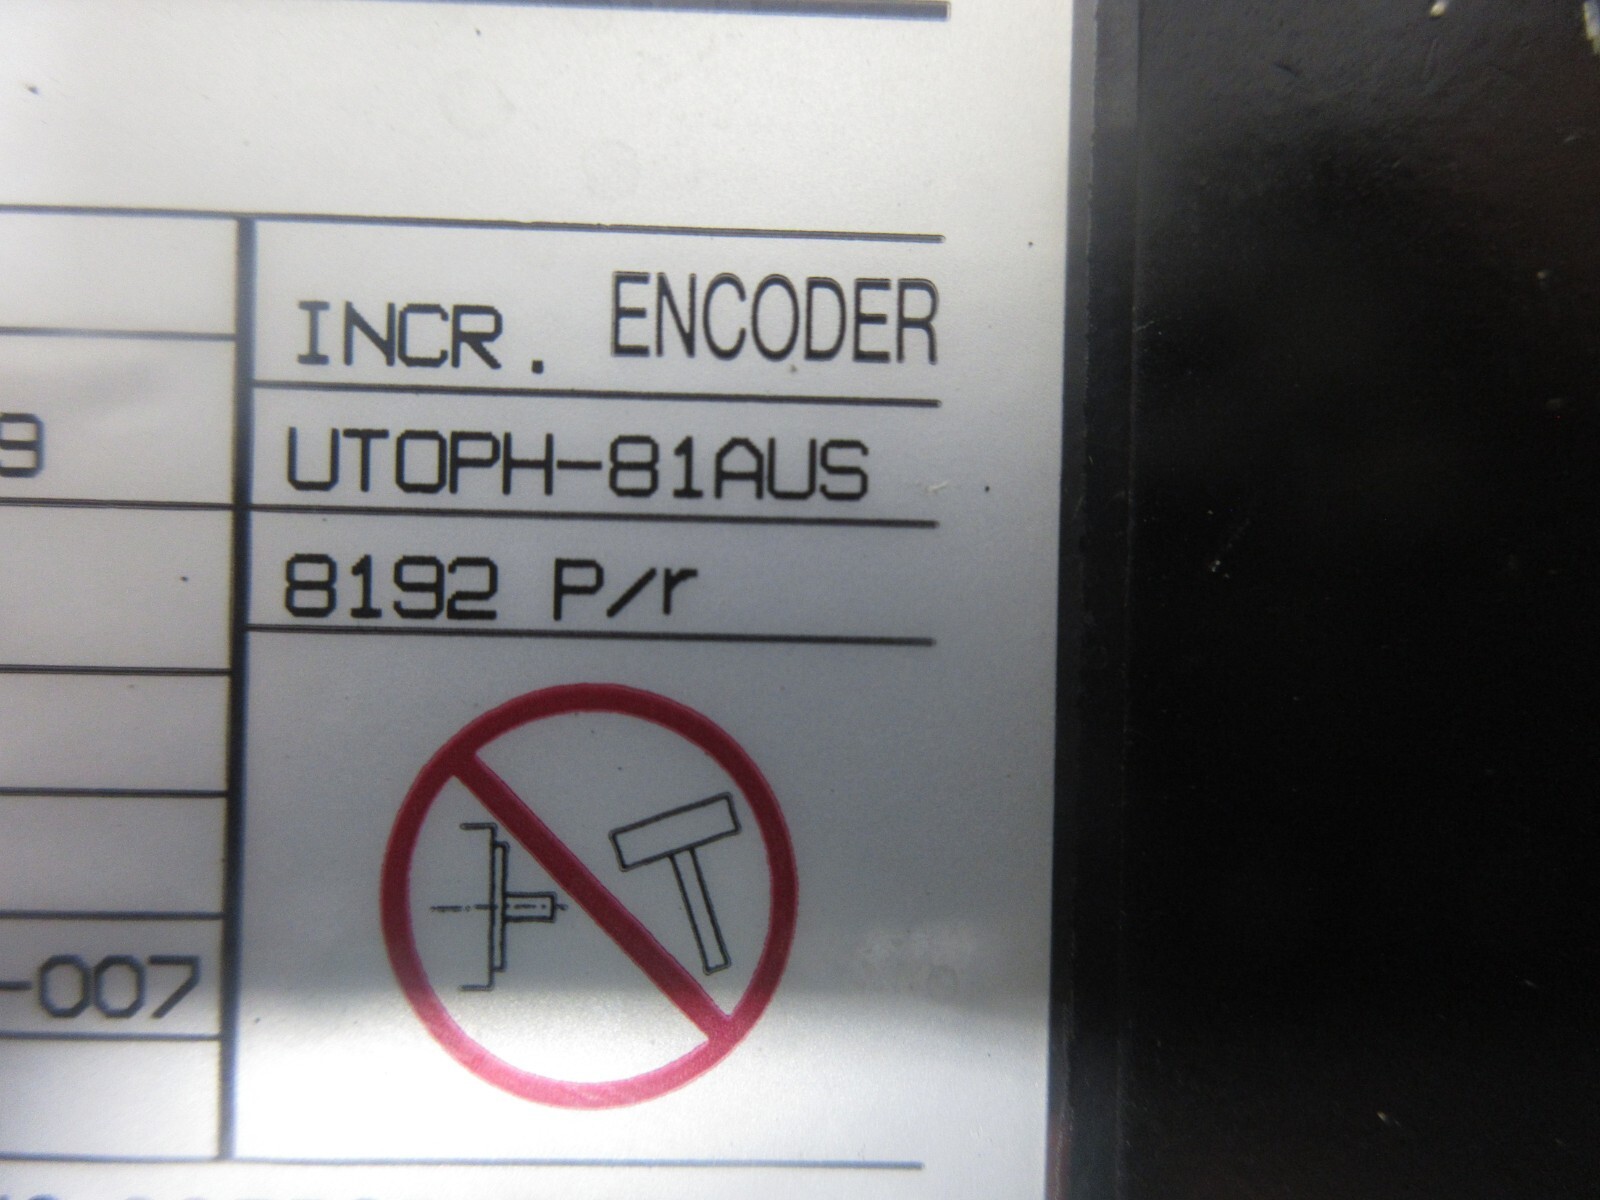 INCR. ENCODER
9
UTOPH-81AUS
8192 P/r
-007